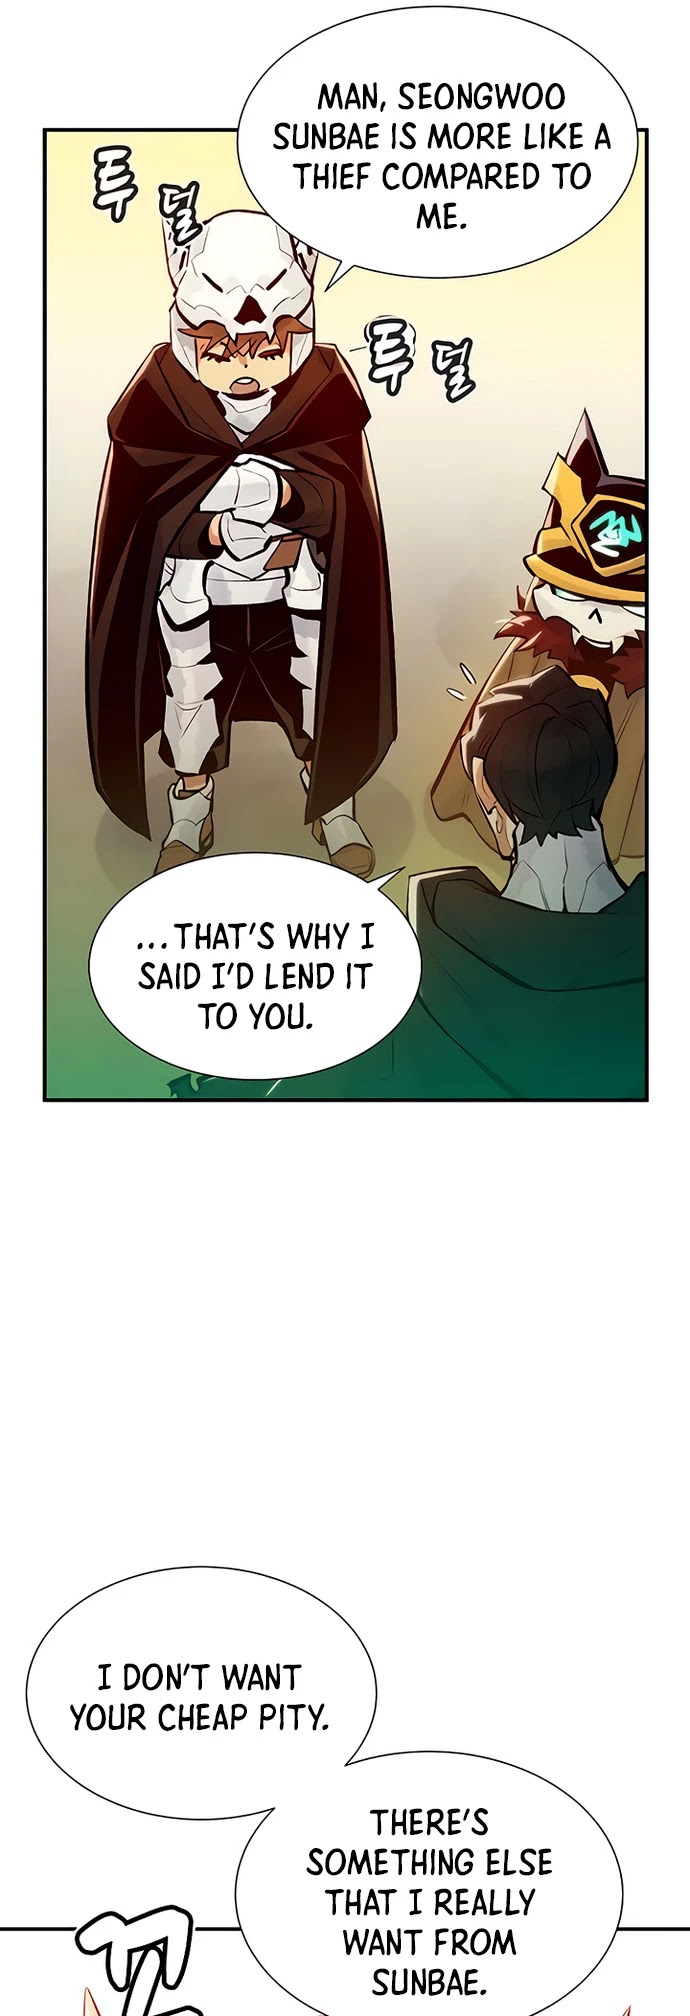 MAN, SEONGWOO
SUNBAE IS MORE LIKE A
THIEF COMPARED TO
ME.
투덜
투덜
...THAT'S WHY I
SAID I'D LEND IT
TO YOU.
I DON'T WANT
YOUR CHEAP PITY.
THERE'S
SOMETHING ELSE
THAT I REALLY
WANT FROM
SUNBAE.